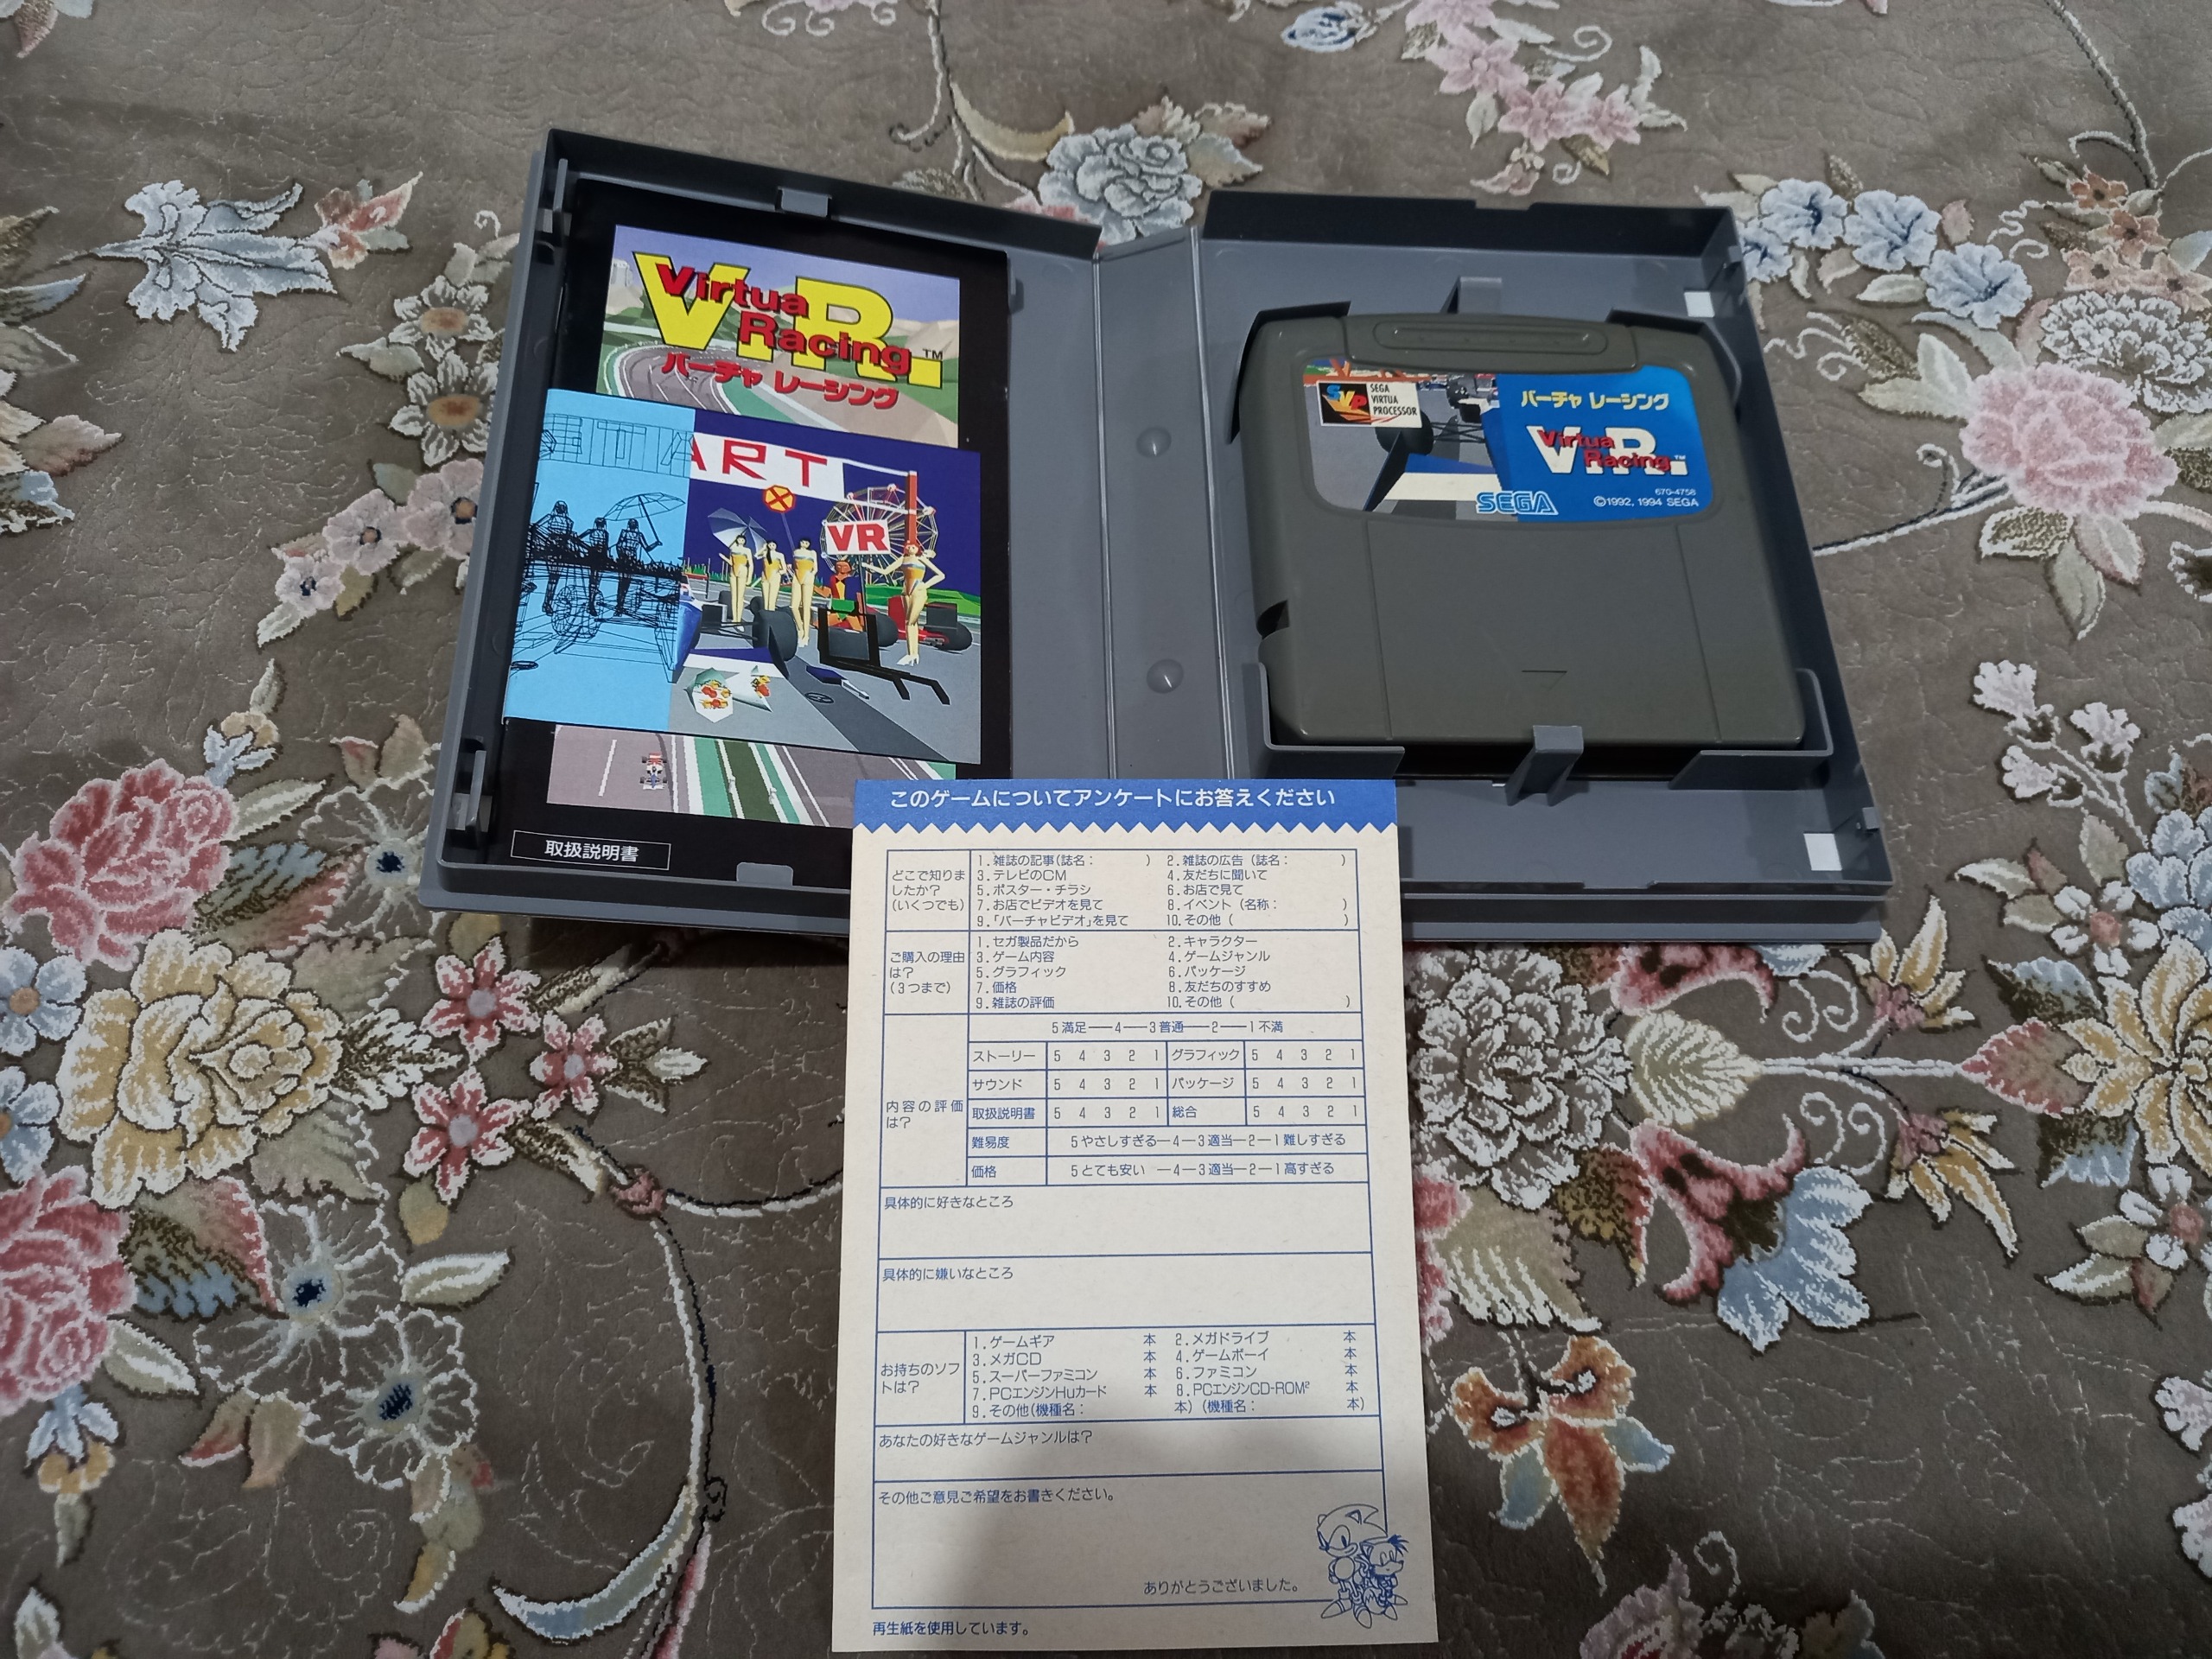 V.R.
Virtua
Racing
TM
バーチャ レーシング
ART
VR
取扱説明書
SVP
SEGA
VIRTUA
PROCESSOR
バーチャ レーシング
V.R.
Virtua
Racing
TM
670-4756
SEGA
©1992, 1994 SEGA
このゲームについてアンケートにお答えください
どこで知りま
したか?
(いくつでも)
1.雑誌の記事(誌名: ) 2.雑誌の広告(誌名: )
3.テレビのCM 4.友だちに聞いて
5.ポスター・チラシ 6.お店で見て
7.お店でビデオを見て 8.イベント(名称: )
9.「バーチャビデオ」を見て 10.その他( )
ご購入の理由
は?
(3つまで)
1.セガ製品だから 2.キャラクター
3.ゲーム内容 4.ゲームジャンル
5.グラフィック 6.パッケージ
7.価格 8.友だちのすすめ
9.雑誌の評価 10.その他( )
内容の評価
は?
5満足―4―3普通―2―1不満
ストーリー 5 4 3 2 1 グラフィック 5 4 3 2 1
サウンド 5 4 3 2 1 パッケージ 5 4 3 2 1
取扱説明書 5 4 3 2 1 総合 5 4 3 2 1
難易度 5やさしすぎる―4―3適当―2―1難しすぎる
価格 5とても安い ―4―3適当―2―1高すぎる
具体的に好きなところ
具体的に嫌いなところ
お持ちのソフ
トは?
1.ゲームギア 本 2.メガドライブ 本
3.メガCD 本 4.ゲームボーイ 本
5.スーパーファミコン 本 6.ファミコン 本
7.PCエンジンHuカード 本 8.PCエンジンCD-ROM² 本
9.その他(機種名: 本)(機種名: 本)
あなたの好きなゲームジャンルは?
その他ご意見ご希望をお書きください。
ありがとうございました。
再生紙を使用しています。